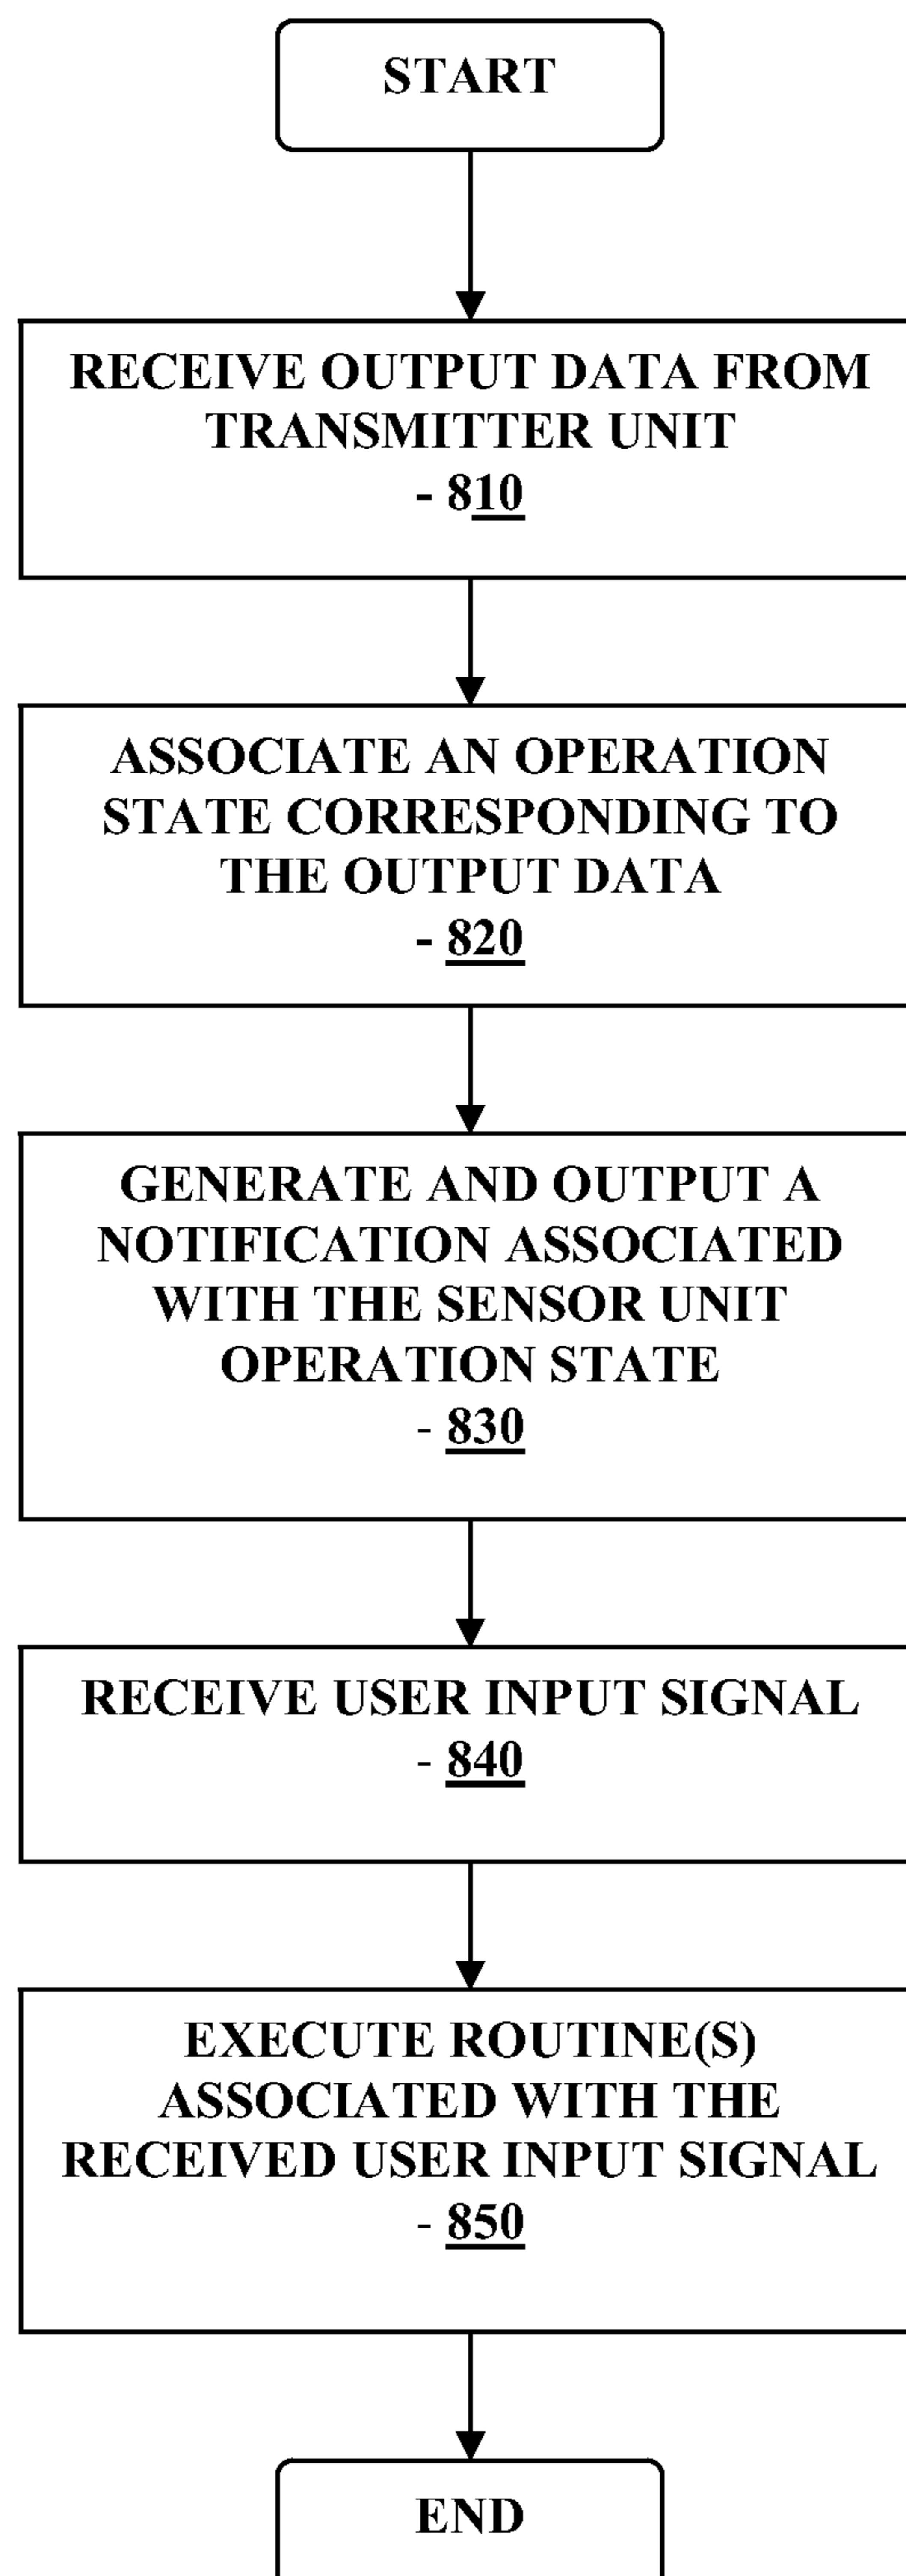 START
RECEIVE OUTPUT DATA FROM
TRANSMITTER UNIT
- 810
ASSOCIATE AN OPERATION
STATE CORRESPONDING TO
THE OUTPUT DATA
- 820
GENERATE AND OUTPUT A
NOTIFICATION ASSOCIATED
WITH THE SENSOR UNIT
OPERATION STATE
- 830
RECEIVE USER INPUT SIGNAL
- 840
EXECUTE ROUTINE(S)
ASSOCIATED WITH THE
RECEIVED USER INPUT SIGNAL
- 850
END